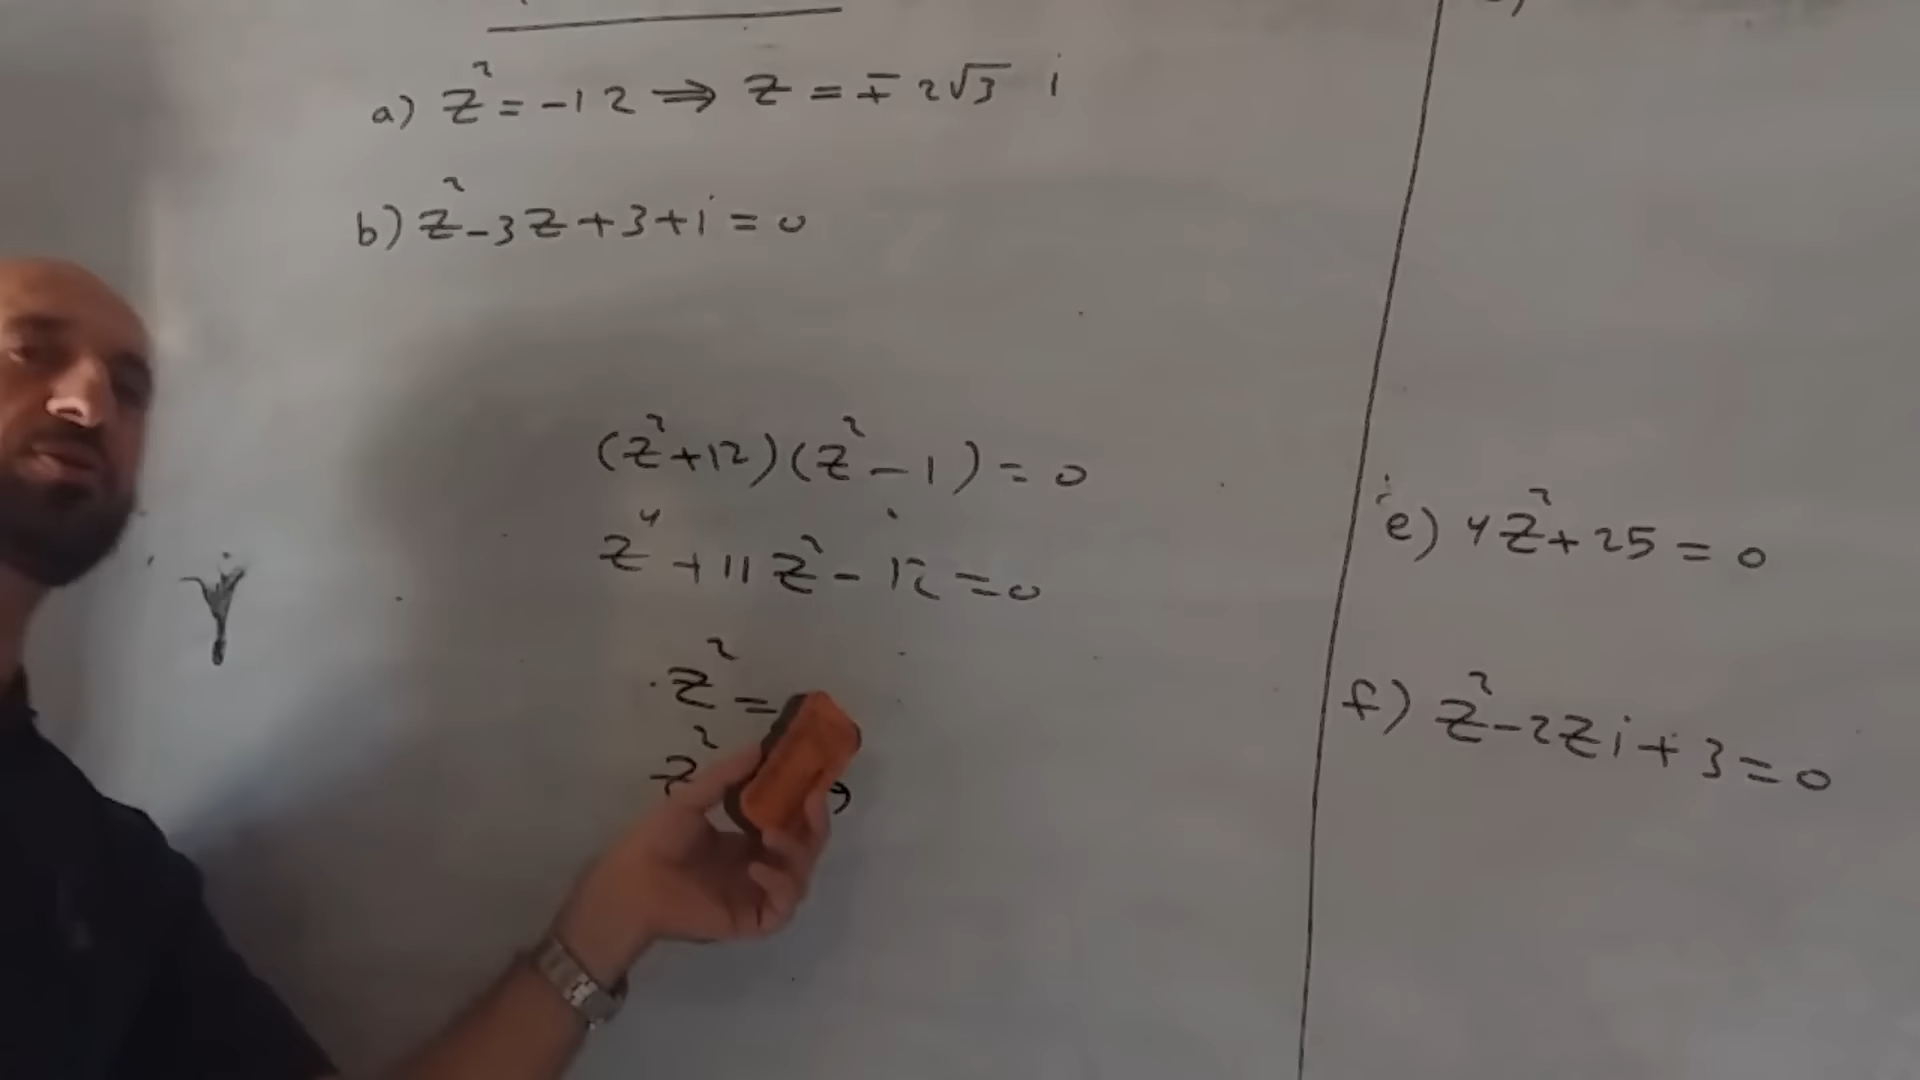 a) z² = -12 ⇒ z = ∓ 2√3 i
b) z² - 3z + 3 + i = 0
(z² + 12)(z² - 1) = 0
z⁴ + 11z² - 12 = 0
z² =
z²
e) 4z² + 25 = 0
f) z² - 2zi + 3 = 0